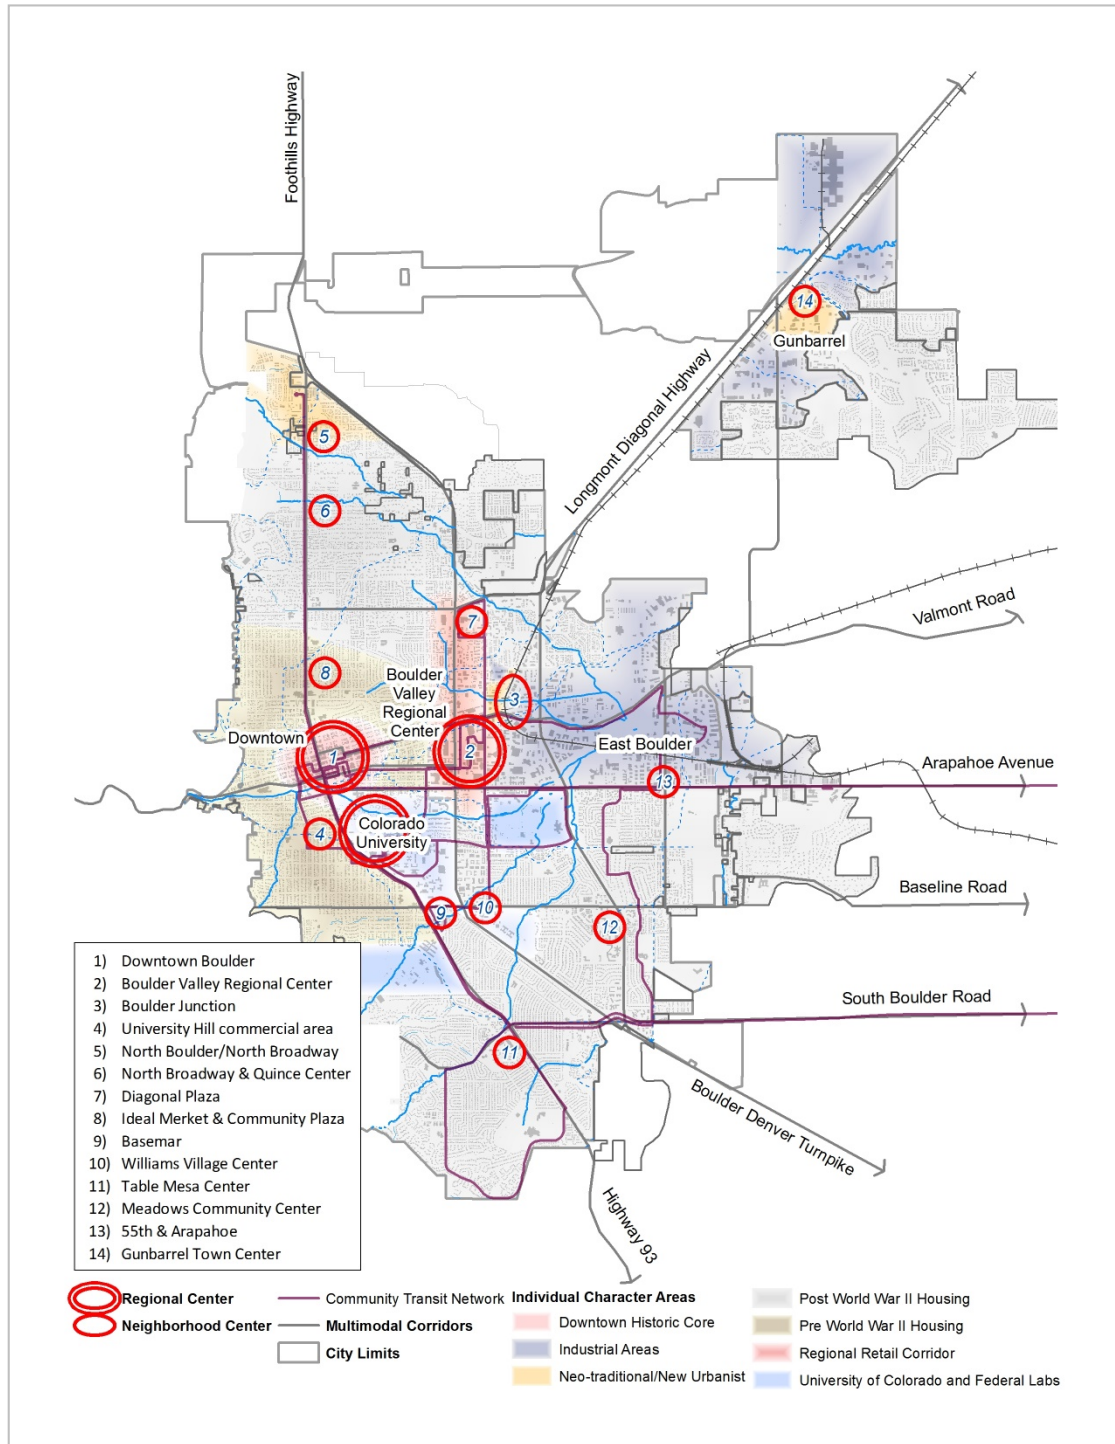 Foothills Highway
14
Gunbarrel
Longmont Diagonal Highway
5
6
Valmont Road
7
8
Boulder
Valley
Regional
Center
3
Downtown
1
2
East Boulder
Arapahoe Avenue
13
4
Colorado
University
Baseline Road
9
10
12
South Boulder Road
11
Boulder Denver Turnpike
Highway 93
1) Downtown Boulder
2) Boulder Valley Regional Center
3) Boulder Junction
4) University Hill commercial area
5) North Boulder/North Broadway
6) North Broadway & Quince Center
7) Diagonal Plaza
8) Ideal Merket & Community Plaza
9) Basemar
10) Williams Village Center
11) Table Mesa Center
12) Meadows Community Center
13) 55th & Arapahoe
14) Gunbarrel Town Center
Regional Center
Neighborhood Center
Community Transit Network
Multimodal Corridors
City Limits
Individual Character Areas
Downtown Historic Core
Industrial Areas
Neo-traditional/New Urbanist
Post World War II Housing
Pre World War II Housing
Regional Retail Corridor
University of Colorado and Federal Labs